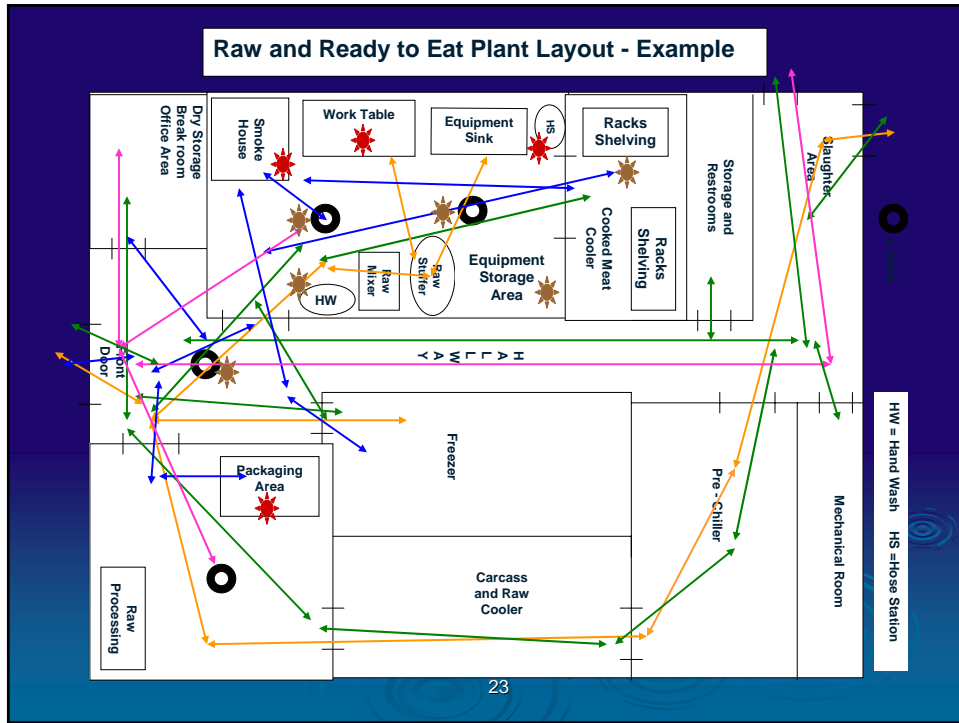 Raw and Ready to Eat Plant Layout - Example
Dry Storage
Break room
Office Area
Smoke
House
Work Table
Equipment
Sink
HS
Racks
Shelving
Storage and
Restrooms
Slaughter
Area
Cooked Meat
Cooler
Racks
Shelving
Equipment
Storage
Area
Raw
Stuffer
Raw
Mixer
HW
Front
Door
HALLWAY
Freezer
Packaging
Area
Pre - Chiller
Mechanical Room
Carcass
and Raw
Cooler
Raw
Processing
HW = Hand Wash HS =Hose Station
23